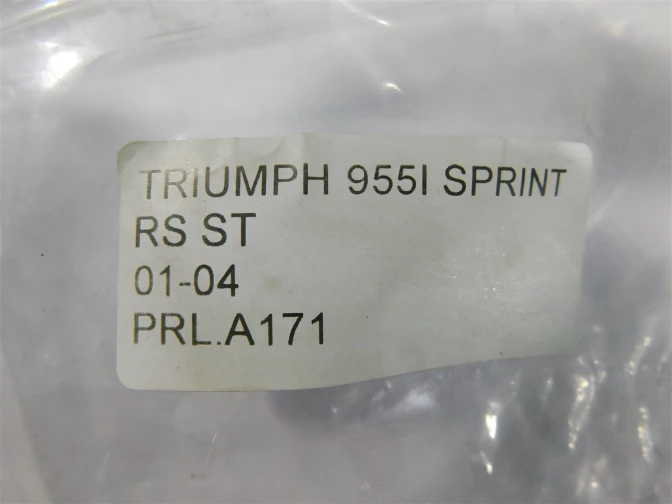 TRIUMPH 955I SPRINT
RS ST
01-04
PRL.A171